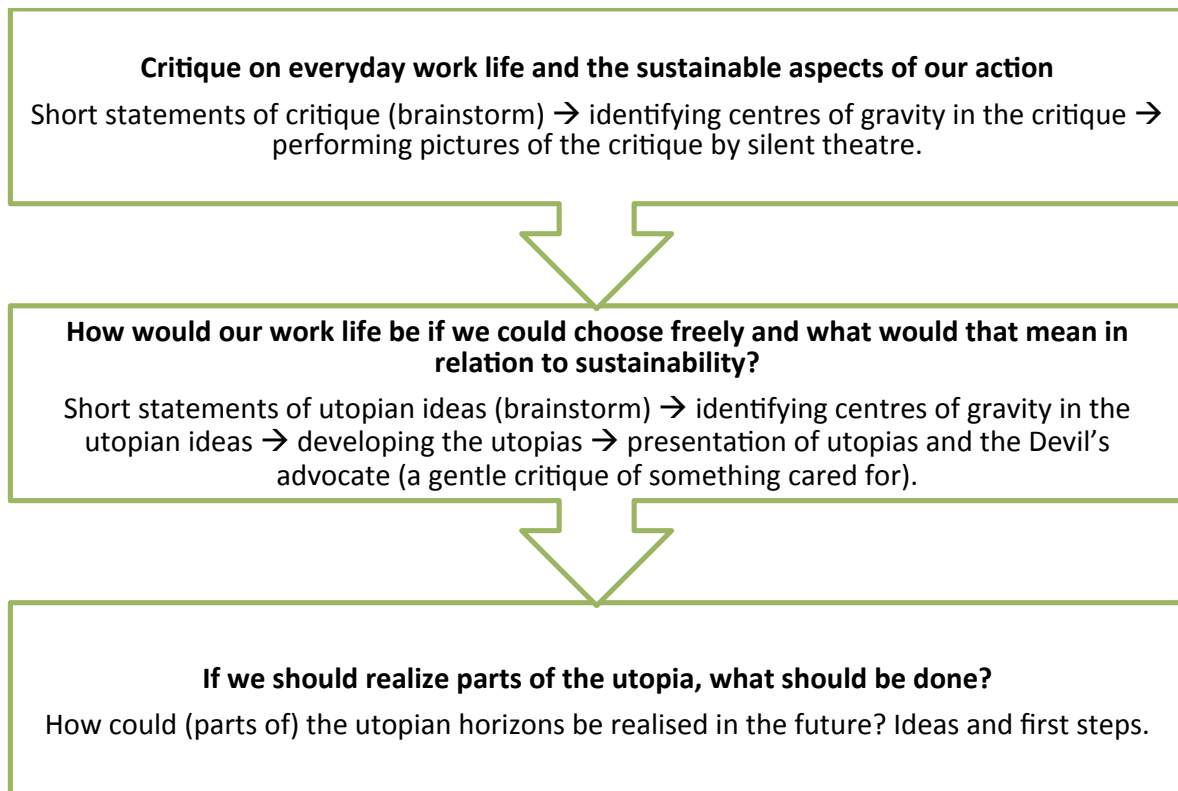 Critique on everyday work life and the sustainable aspects of our action
Short statements of critique (brainstorm) → identifying centres of gravity in the critique →
performing pictures of the critique by silent theatre.
How would our work life be if we could choose freely and what would that mean in
relation to sustainability?
Short statements of utopian ideas (brainstorm) → identifying centres of gravity in the
utopian ideas → developing the utopias → presentation of utopias and the Devil’s
advocate (a gentle critique of something cared for).
If we should realize parts of the utopia, what should be done?
How could (parts of) the utopian horizons be realised in the future? Ideas and first steps.